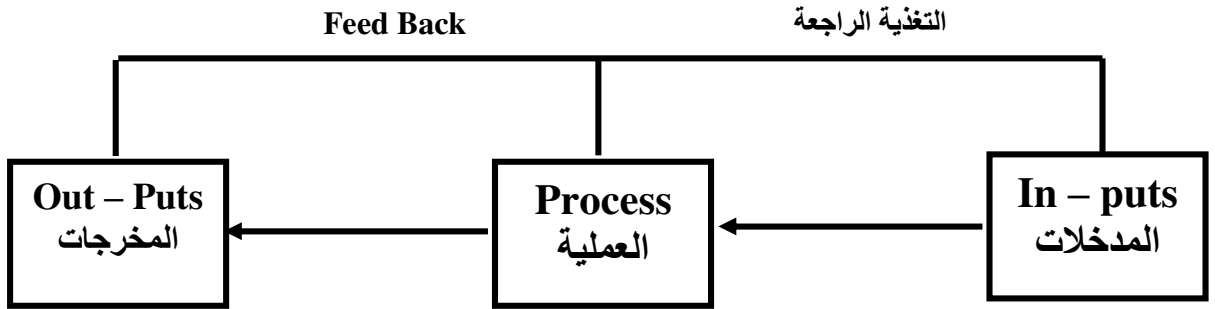 التغذية الراجعة
Feed Back
In – puts
المدخلات
Process
العملية
Out – Puts
المخرجات